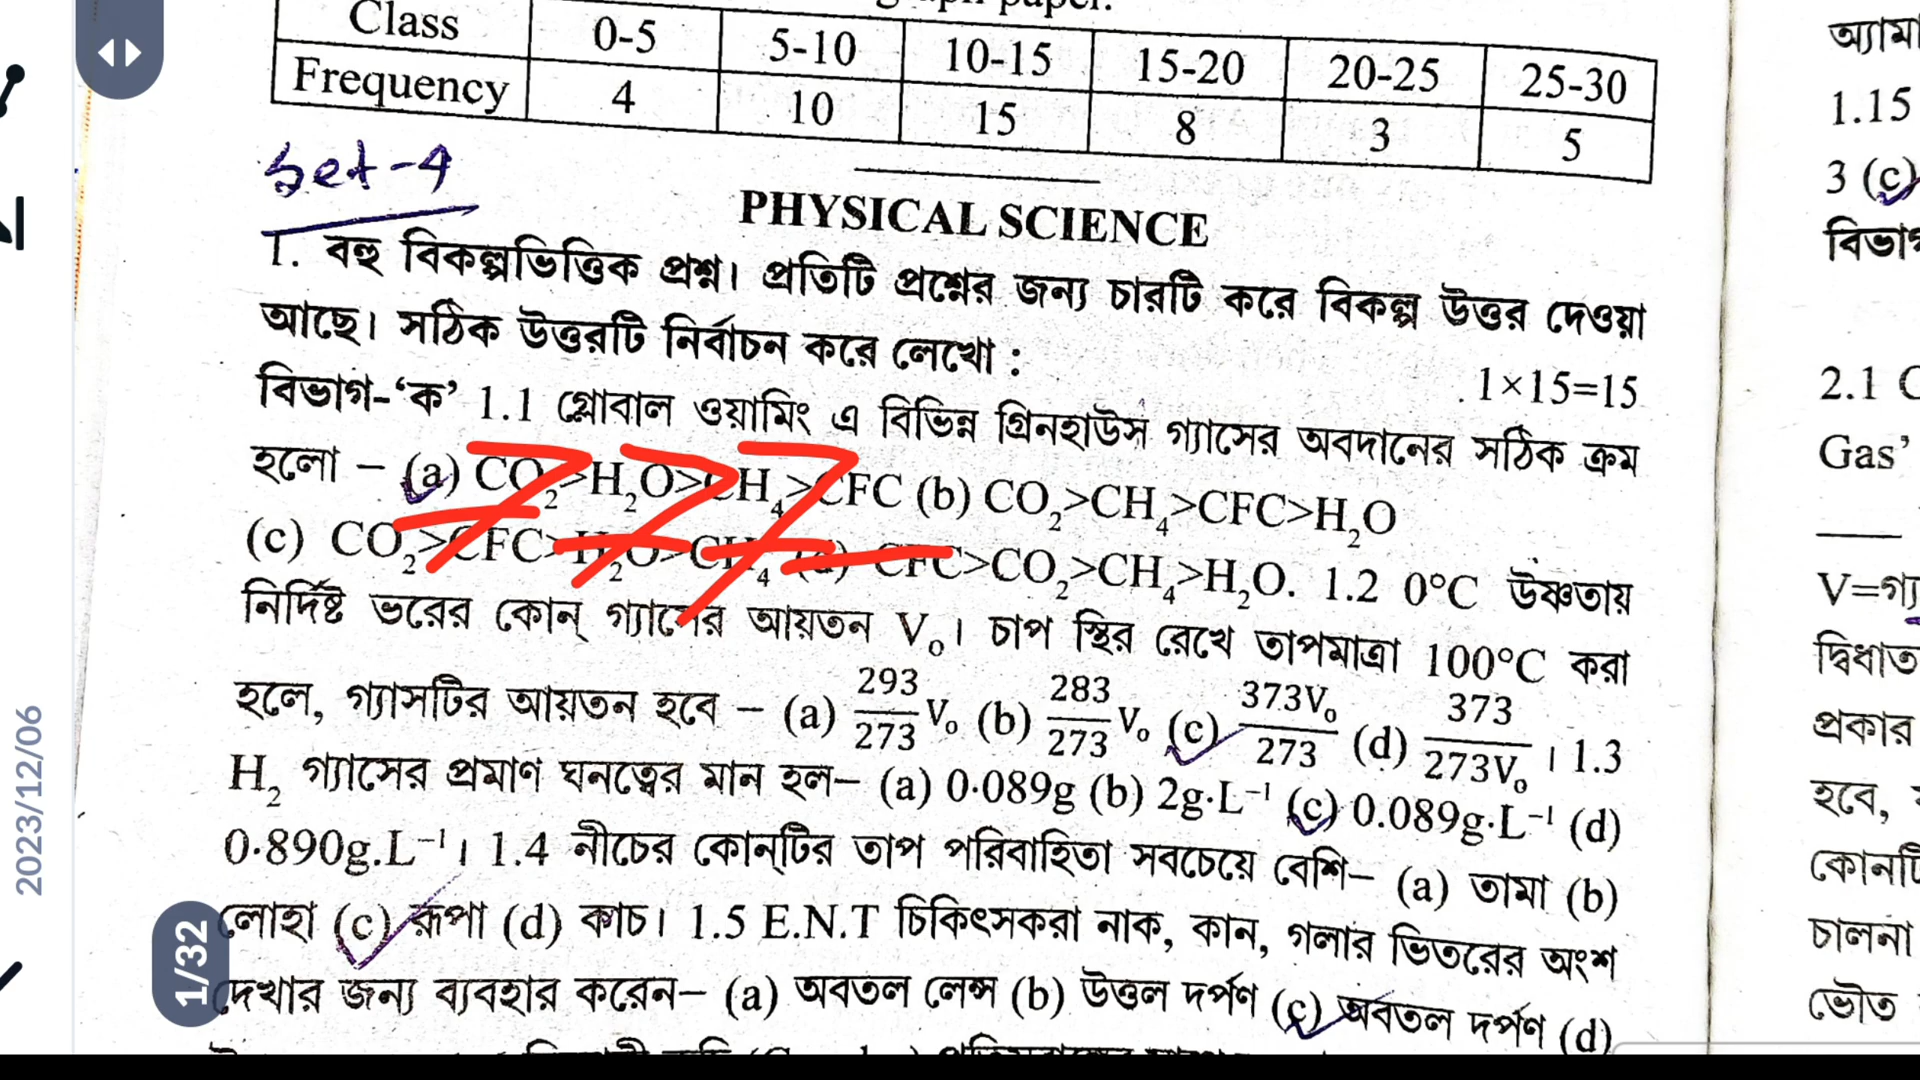 Class 0-5 5-10 10-15 15-20 20-25 25-30
Frequency 4 10 15 8 3 5
Set-4
PHYSICAL SCIENCE
1. বহু বিকল্পভিত্তিক প্রশ্ন। প্রতিটি প্রশ্নের জন্য চারটি করে বিকল্প উত্তর দেওয়া
আছে। সঠিক উত্তরটি নির্বাচন করে লেখো :
1×15=15
বিভাগ-‘ক’ 1.1 গ্লোবাল ওয়ামিং এ বিভিন্ন গ্রিনহাউস গ্যাসের অবদানের সঠিক ক্রম
হলো – (a) CO₂>H₂O>CH₄>CFC (b) CO₂>CH₄>CFC>H₂O
(c) CO₂>CFC>H₂O>CH₄ (d) CFC>CO₂>CH₄>H₂O. 1.2 0°C উষ্ণতায়
নির্দিষ্ট ভরের কোন্ গ্যাসের আয়তন V₀। চাপ স্থির রেখে তাপমাত্রা 100°C করা
হলে, গ্যাসটির আয়তন হবে – (a) 293/273 V₀ (b) 283/273 V₀ (c) 373V₀/273 (d) 373/273V₀ । 1.3
H₂ গ্যাসের প্রমাণ ঘনত্বের মান হল– (a) 0·089g (b) 2g·L⁻¹ (c) 0.089g·L⁻¹ (d)
0·890g.L⁻¹। 1.4 নীচের কোন্‌টির তাপ পরিবাহিতা সবচেয়ে বেশি– (a) তামা (b)
লোহা (c) রূপা (d) কাচ। 1.5 E.N.T চিকিৎসকরা নাক, কান, গলার ভিতরের অংশ
দেখার জন্য ব্যবহার করেন– (a) অবতল লেন্স (b) উত্তল দর্পণ (c) অবতল দর্পণ (d)
1.15
3 (c)
2.1
Gas’
V=
হবে,
চালনা
ভৌত
2023/12/06
1/32